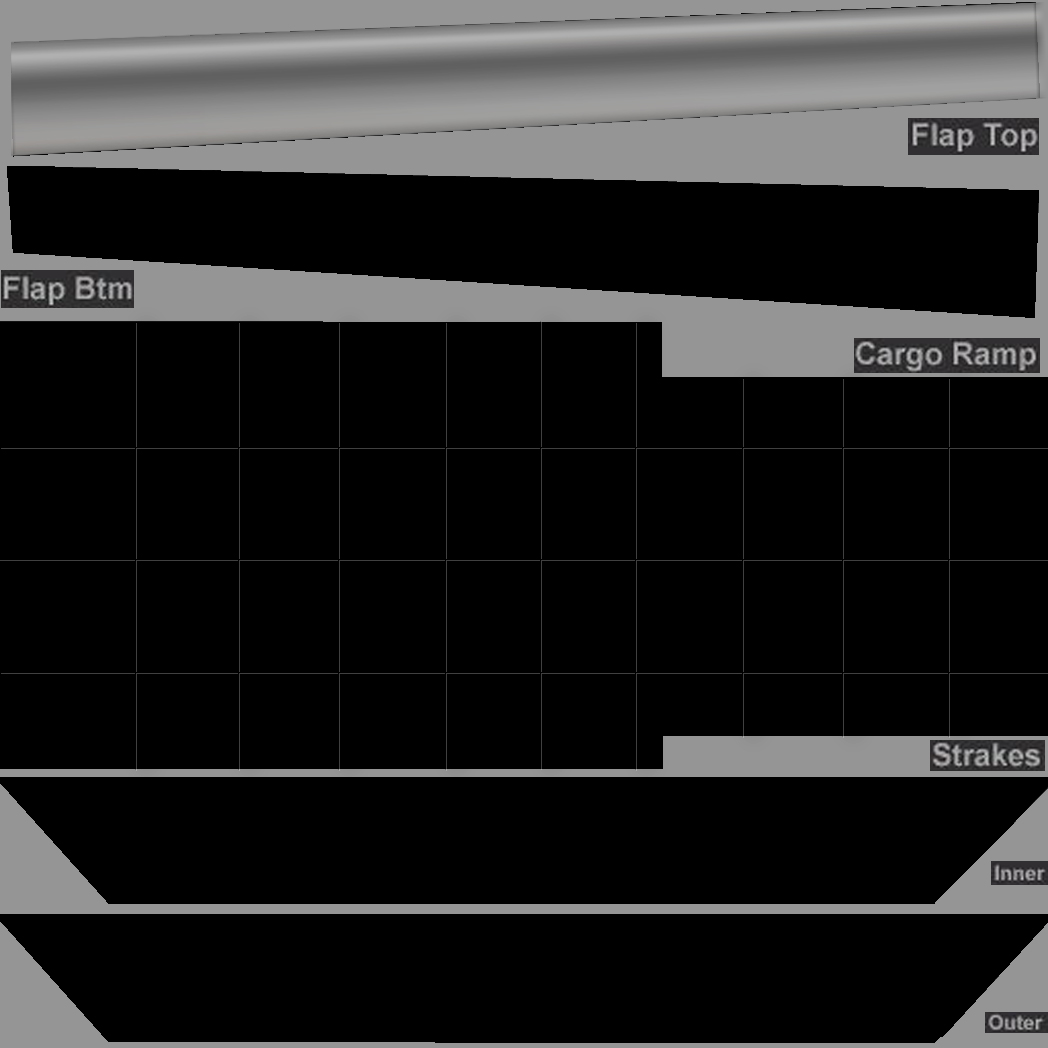 Flap Top
Flap Btm
Cargo Ramp
Strakes
Inner
Outer